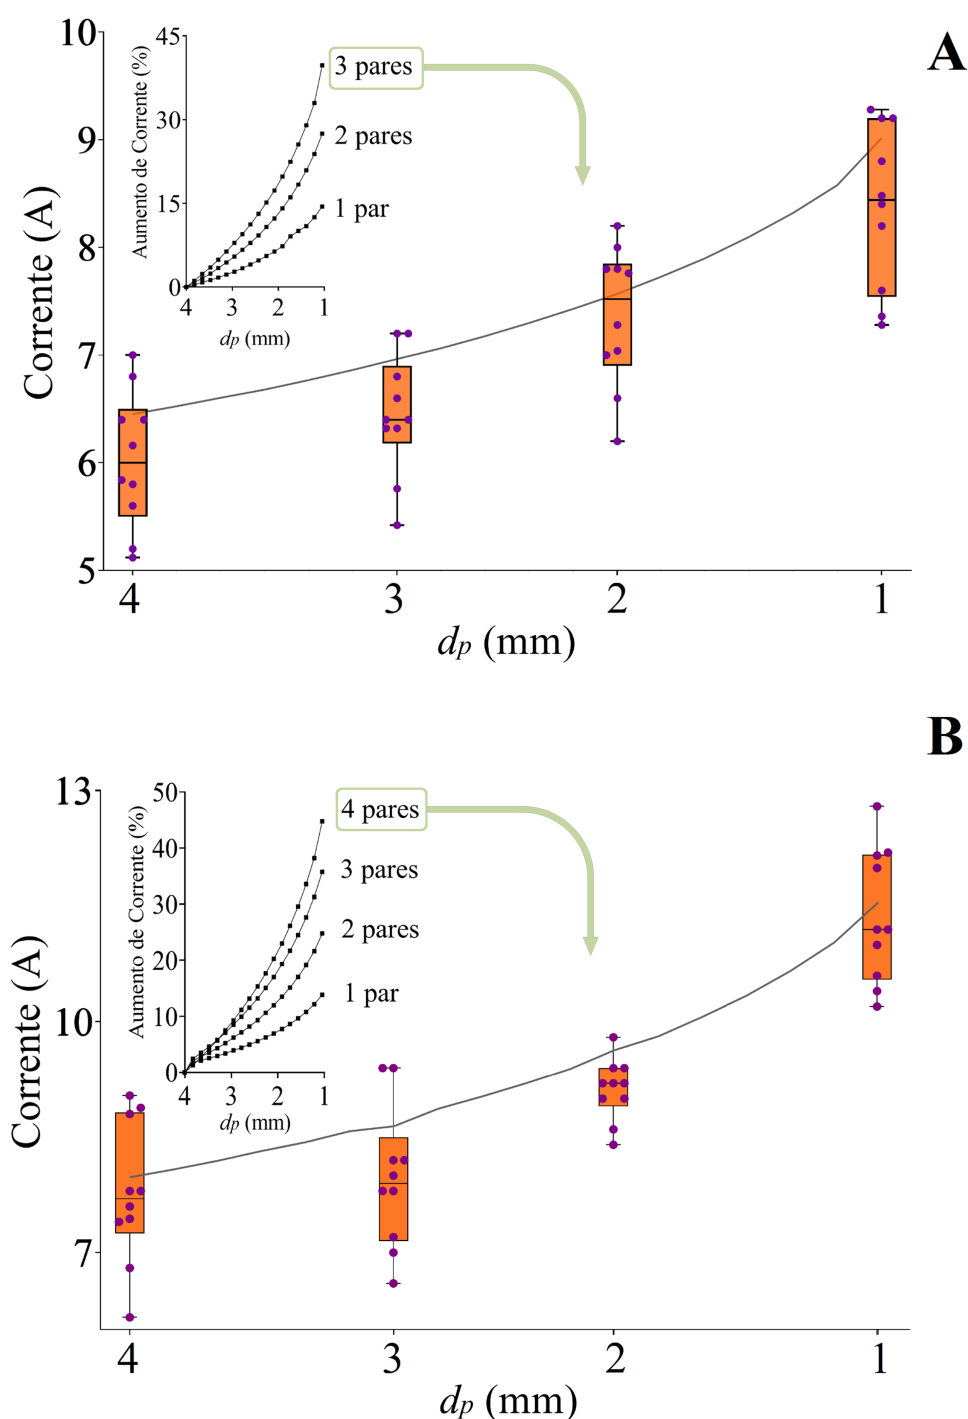 A
10
9
8
7
6
5
Corrente (A)
4 3 2 1
dp (mm)
45
30
15
0
Aumento de Corrente (%)
4 3 2 1
dp (mm)
3 pares
2 pares
1 par
B
13
10
7
Corrente (A)
4 3 2 1
dp (mm)
50
40
30
20
10
0
Aumento de Corrente (%)
4 3 2 1
dp (mm)
4 pares
3 pares
2 pares
1 par